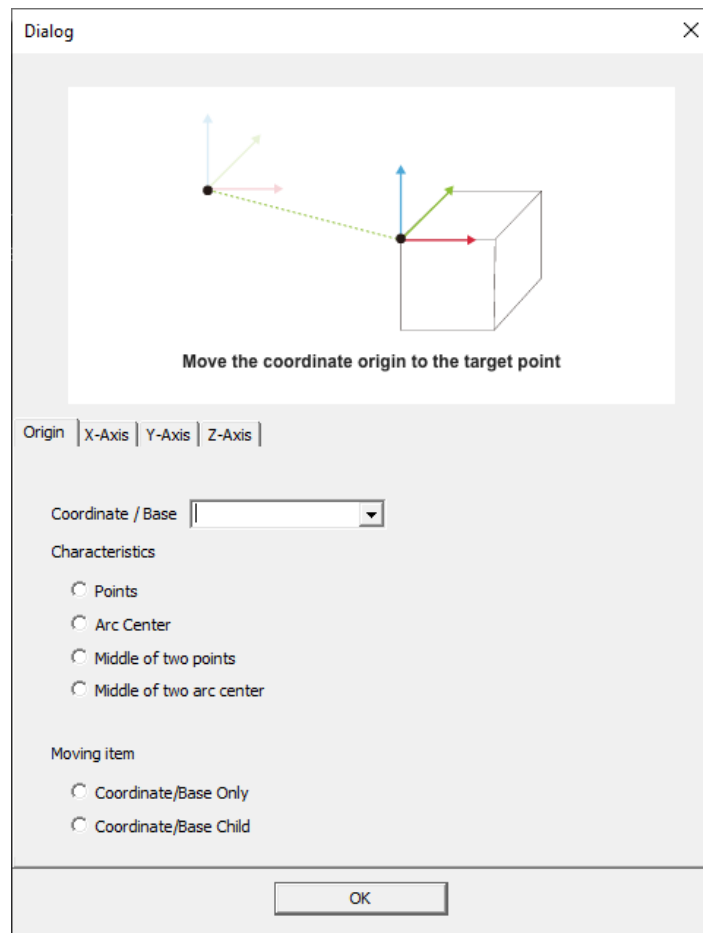 Dialog
Move the coordinate origin to the target point
Origin X-Axis Y-Axis Z-Axis
Coordinate / Base
Characteristics
Points
Arc Center
Middle of two points
Middle of two arc center
Moving item
Coordinate/Base Only
Coordinate/Base Child
OK